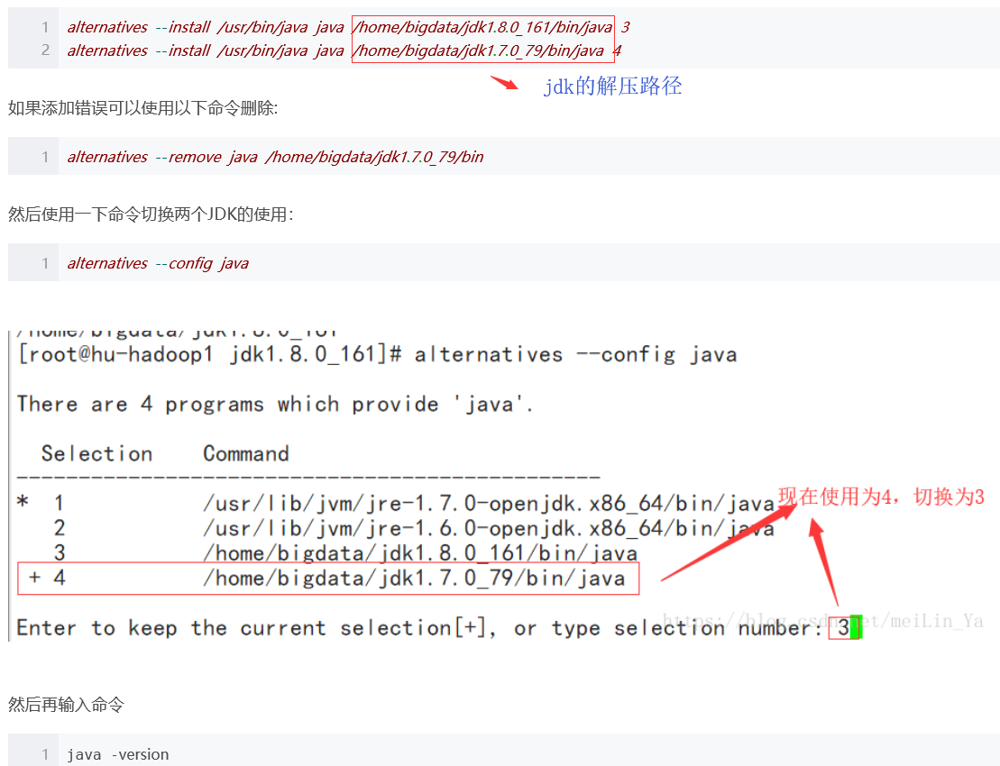 1 alternatives --install /usr/bin/java java /home/bigdata/jdk1.8.0_161/bin/java 3
2 alternatives --install /usr/bin/java java /home/bigdata/jdk1.7.0_79/bin/java 4
jdk的解压路径
如果添加错误可以使用以下命令删除:
1 alternatives --remove java /home/bigdata/jdk1.7.0_79/bin
然后使用一下命令切换两个JDK的使用：
1 alternatives --config java
/home/bigdata/jdk1.8.0_161
[root@hu-hadoop1 jdk1.8.0_161]# alternatives --config java
There are 4 programs which provide 'java'.
Selection Command
-----------------------------------------------
* 1 /usr/lib/jvm/jre-1.7.0-openjdk.x86_64/bin/java
现在使用为4，切换为3
2 /usr/lib/jvm/jre-1.6.0-openjdk.x86_64/bin/java
3 /home/bigdata/jdk1.8.0_161/bin/java
+ 4 /home/bigdata/jdk1.7.0_79/bin/java
Enter to keep the current selection[+], or type selection number: 3
https://blog.csdn.net/meiLin_Ya
然后再输入命令
1 java -version